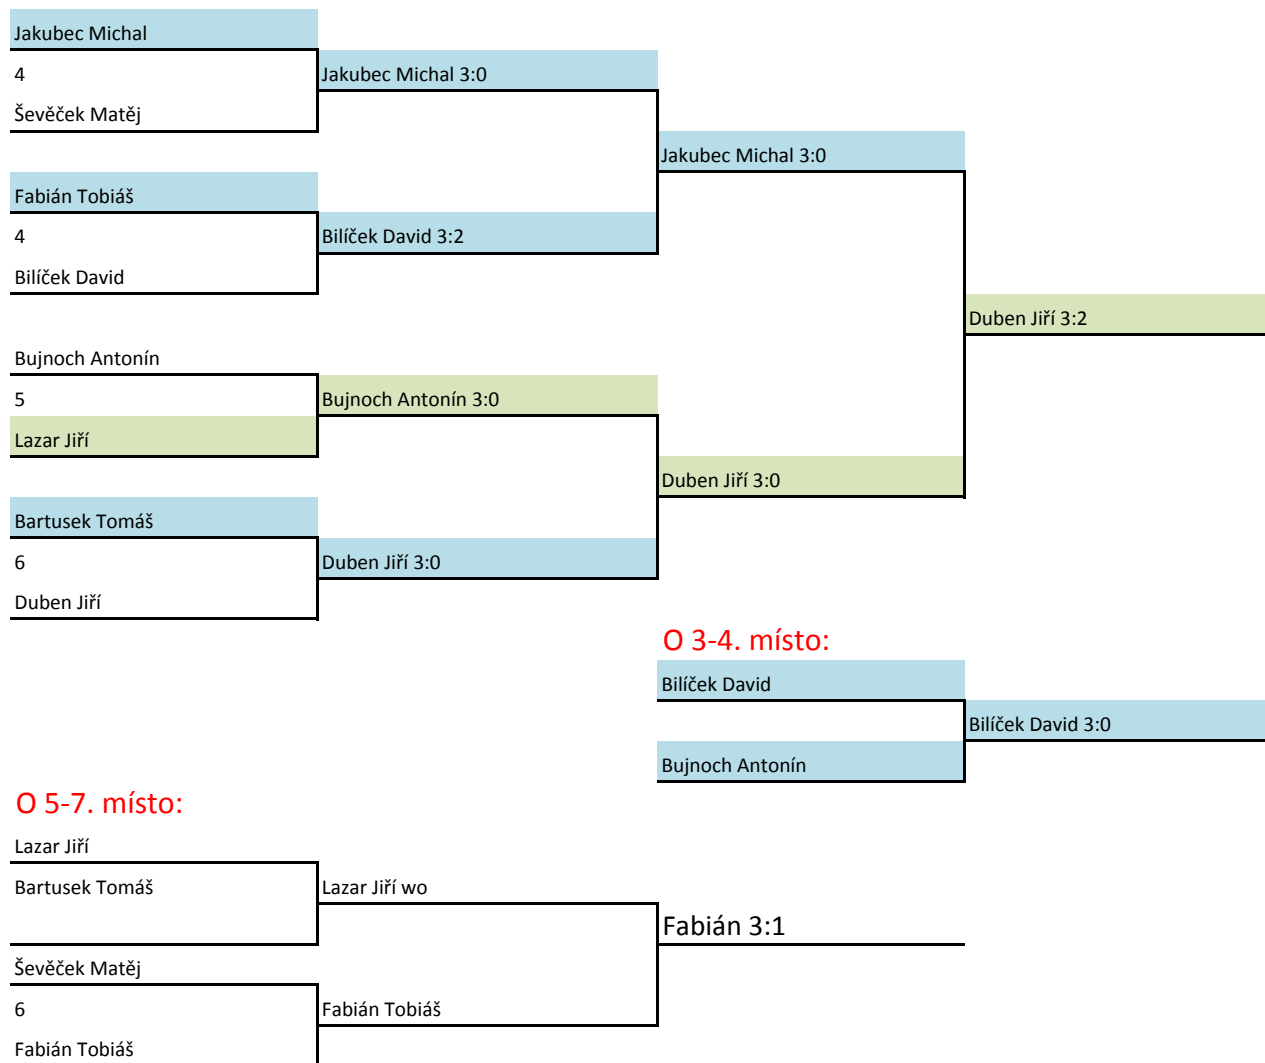 Jakubec Michal
4
Jakubec Michal 3:0
Ševěček Matěj
Jakubec Michal 3:0
Fabián Tobiáš
4
Bilíček David 3:2
Bilíček David
Duben Jiří 3:2
Bujnoch Antonín
5
Bujnoch Antonín 3:0
Lazar Jiří
Duben Jiří 3:0
Bartusek Tomáš
6
Duben Jiří 3:0
Duben Jiří
O 3-4. místo:
Bilíček David
Bilíček David 3:0
Bujnoch Antonín
O 5-7. místo:
Lazar Jiří
Bartusek Tomáš
Lazar Jiří wo
Fabián 3:1
Ševěček Matěj
6
Fabián Tobiáš
Fabián Tobiáš